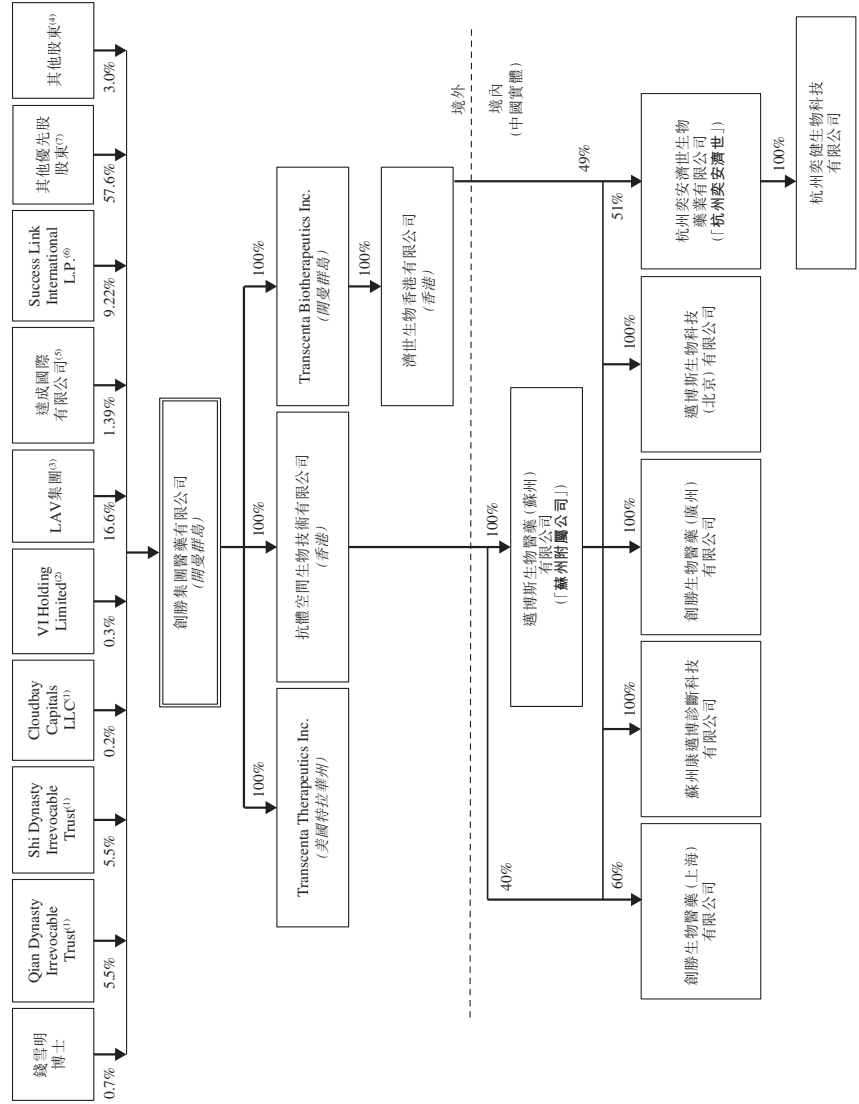 錢雪明
博士
Qian Dynasty
Irrevocable
Trust(1)
Shi Dynasty
Irrevocable
Trust(1)
Cloudbay
Capitals
LLC(1)
VI Holding
Limited(2)
LAV集團(3)
達成國際
有限公司(5)
Success Link
International
L.P.(6)
其他優先股
股東(7)
其他股東(4)
0.7%
5.5%
5.5%
0.2%
0.3%
16.6%
1.39%
9.22%
57.6%
3.0%
創勝集團醫藥有限公司
(開曼群島)
100%
100%
100%
Transcenta Therapeutics Inc.
(美國特拉華州)
抗體空間生物技術有限公司
(香港)
Transcenta Biotherapeutics Inc.
(開曼群島)
100%
濟世生物香港有限公司
(香港)
境外
境內
(中國實體)
40%
100%
49%
邁博斯生物醫藥(蘇州)
有限公司
(「蘇州附屬公司」)
60%
100%
100%
100%
51%
創勝生物醫藥(上海)
有限公司
蘇州康邁博診斷科技
有限公司
創勝生物醫藥(廣州)
有限公司
邁博斯生物科技
(北京)有限公司
杭州奕安濟世生物
藥業有限公司
(「杭州奕安濟世」)
100%
杭州奕健生物科技
有限公司